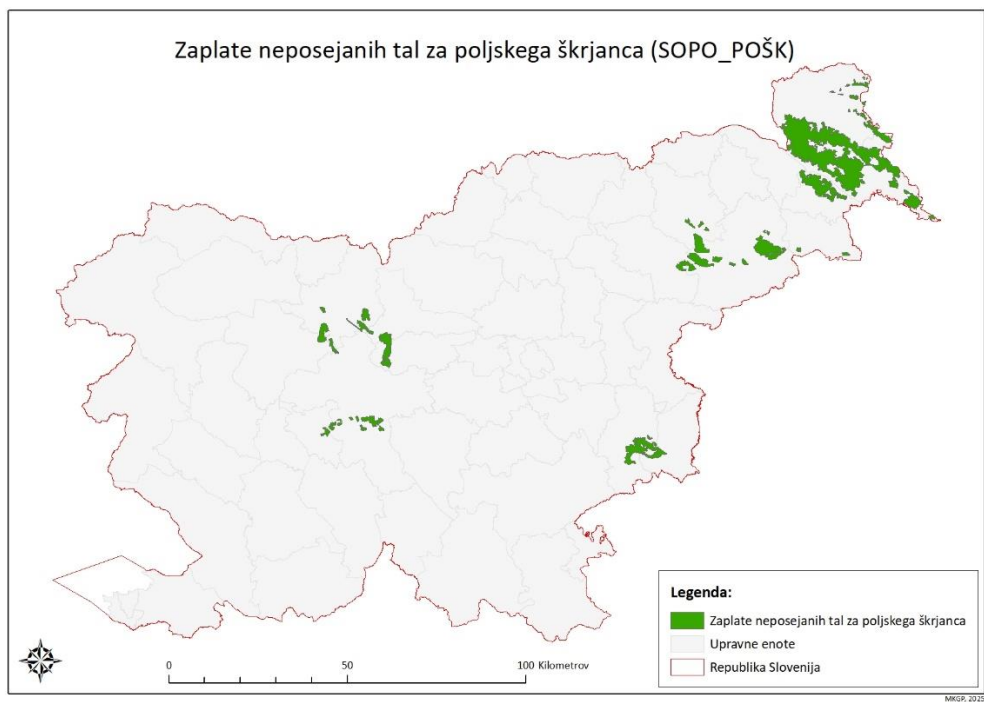 Zaplate neposejanih tal za poljskega škrjanca (SOPO_POŠK)
Legenda:
Zaplate neposejanih tal za poljskega škrjanca
Upravne enote
Republika Slovenija
0 50 100 Kilometrov
MKGP, 2025